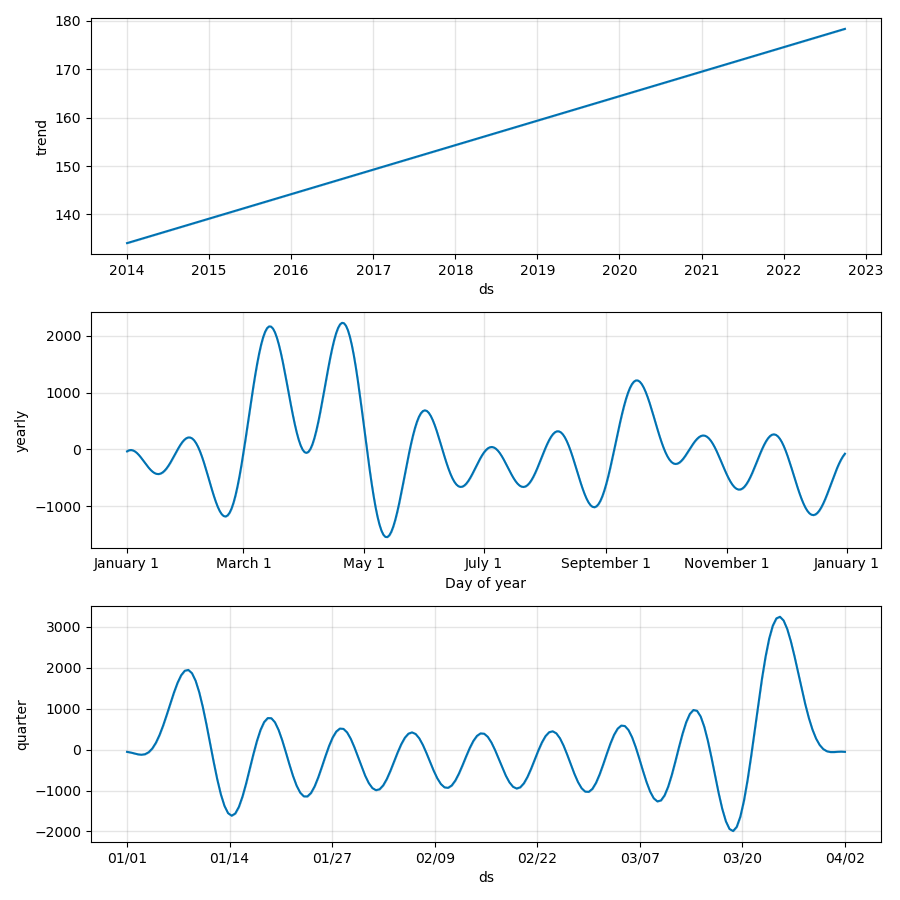 180
170
160
150
140
trend
2014 2015 2016 2017 2018 2019 2020 2021 2022 2023
ds
2000
1000
0
−1000
yearly
January 1 March 1 May 1 July 1 September 1 November 1 January 1
Day of year
3000
2000
1000
0
−1000
−2000
quarter
01/01 01/14 01/27 02/09 02/22 03/07 03/20 04/02
ds